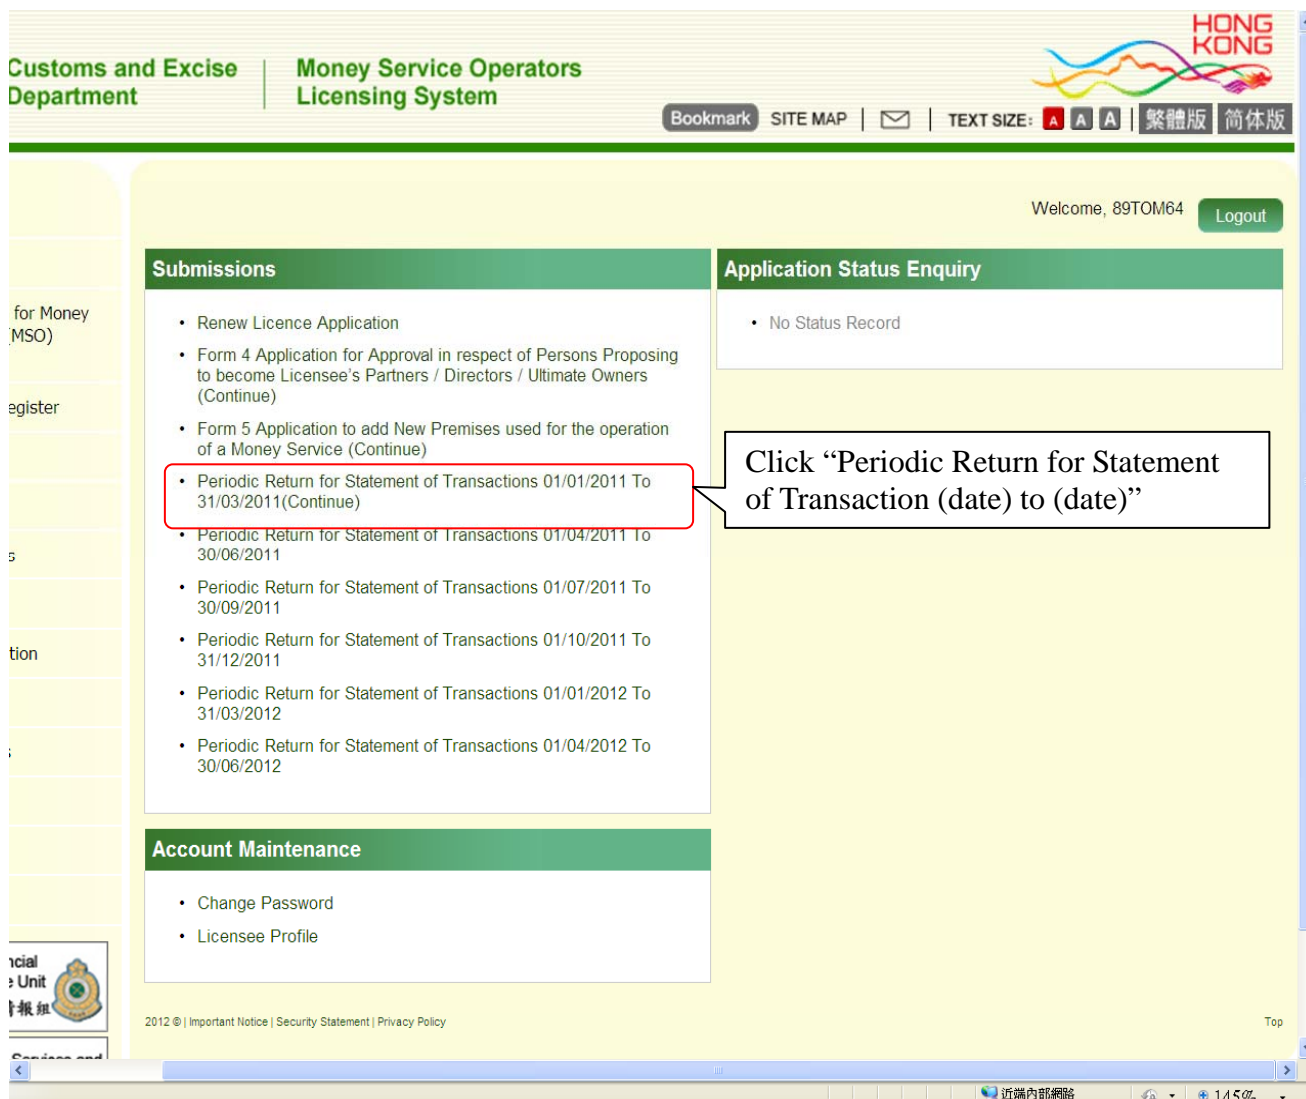 HONG
KONG
Customs and Excise
Department
Money Service Operators
Licensing System
Bookmark SITE MAP | | TEXT SIZE: A A A | 繁體版 简体版
Welcome, 89TOM64 Logout
Submissions
Application Status Enquiry
for Money
(MSO)
egister
s
tion
s
• Renew Licence Application
• Form 4 Application for Approval in respect of Persons Proposing
to become Licensee's Partners / Directors / Ultimate Owners
(Continue)
• Form 5 Application to add New Premises used for the operation
of a Money Service (Continue)
• Periodic Return for Statement of Transactions 01/01/2011 To
31/03/2011(Continue)
• Periodic Return for Statement of Transactions 01/04/2011 To
30/06/2011
• Periodic Return for Statement of Transactions 01/07/2011 To
30/09/2011
• Periodic Return for Statement of Transactions 01/10/2011 To
31/12/2011
• Periodic Return for Statement of Transactions 01/01/2012 To
31/03/2012
• Periodic Return for Statement of Transactions 01/04/2012 To
30/06/2012
• No Status Record
Click “Periodic Return for Statement
of Transaction (date) to (date)”
Account Maintenance
• Change Password
• Licensee Profile
ncial
e Unit
報組
2012 © | Important Notice | Security Statement | Privacy Policy
Top
近端內部網路
145%